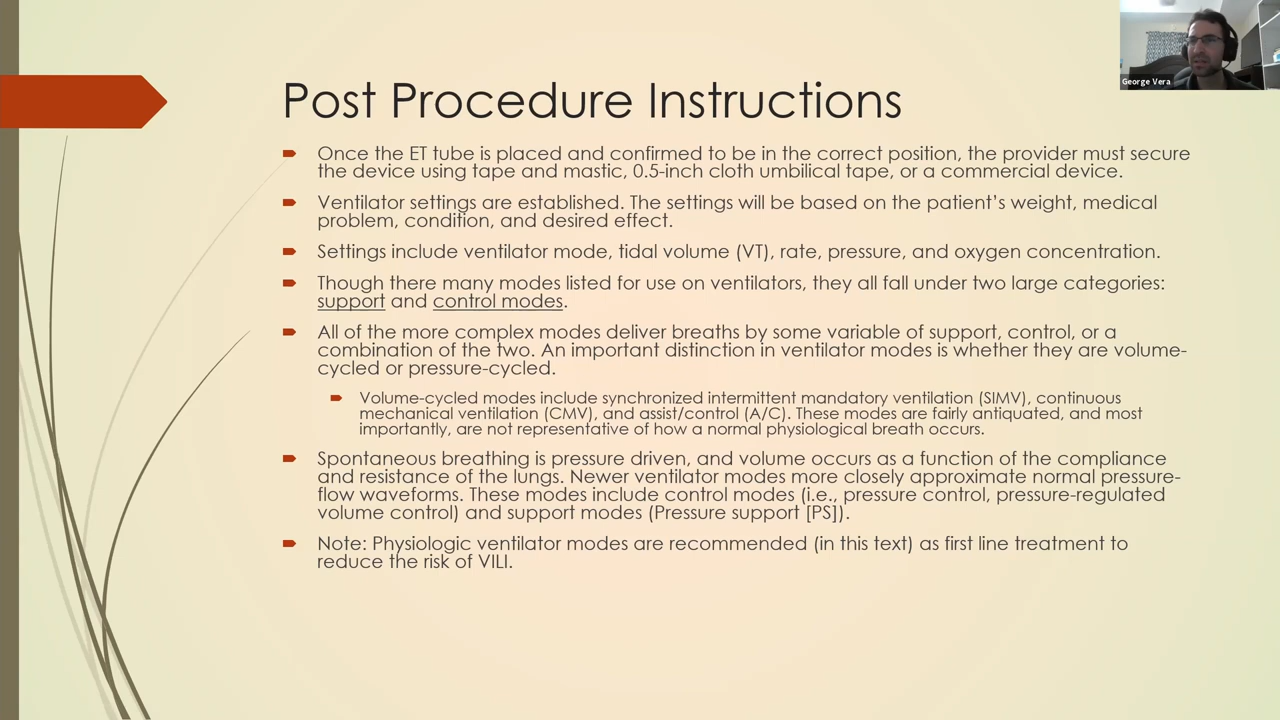 Post Procedure Instructions
Once the ET tube is placed and confirmed to be in the correct position, the provider must secure
the device using tape and mastic, 0.5-inch cloth umbilical tape, or a commercial device.
Ventilator settings are established. The settings will be based on the patient’s weight, medical
problem, condition, and desired effect.
Settings include ventilator mode, tidal volume (VT), rate, pressure, and oxygen concentration.
Though there many modes listed for use on ventilators, they all fall under two large categories:
support and control modes.
All of the more complex modes deliver breaths by some variable of support, control, or a
combination of the two. An important distinction in ventilator modes is whether they are volume-
cycled or pressure-cycled.
Volume-cycled modes include synchronized intermittent mandatory ventilation (SIMV), continuous
mechanical ventilation (CMV), and assist/control (A/C). These modes are fairly antiquated, and most
importantly, are not representative of how a normal physiological breath occurs.
Spontaneous breathing is pressure driven, and volume occurs as a function of the compliance
and resistance of the lungs. Newer ventilator modes more closely approximate normal pressure-
flow waveforms. These modes include control modes (i.e., pressure control, pressure-regulated
volume control) and support modes (Pressure support [PS]).
Note: Physiologic ventilator modes are recommended (in this text) as first line treatment to
reduce the risk of VILI.
George Vera